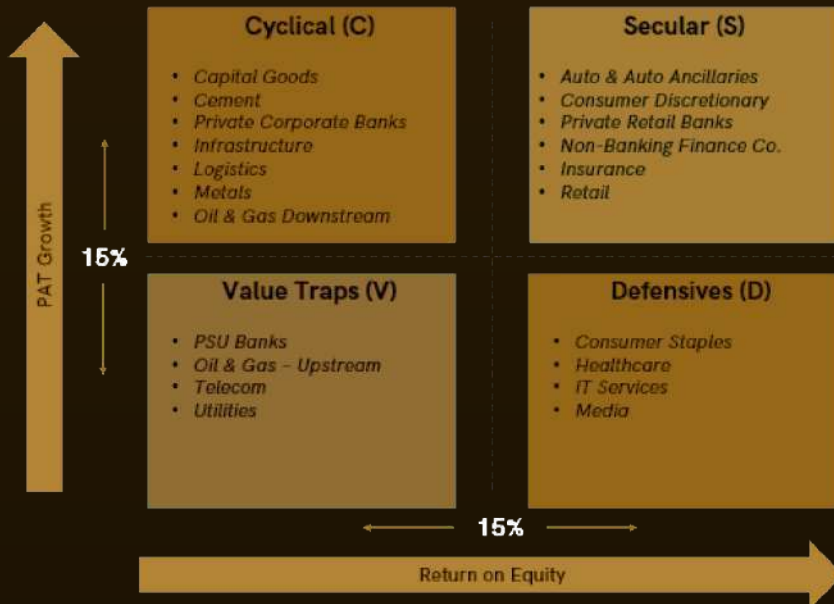 Cyclical (C)
• Capital Goods
• Cement
• Private Corporate Banks
• Infrastructure
• Logistics
• Metals
• Oil & Gas Downstream
Secular (S)
• Auto & Auto Ancillaries
• Consumer Discretionary
• Private Retail Banks
• Non-Banking Finance Co.
• Insurance
• Retail
PAT Growth
15%
Value Traps (V)
• PSU Banks
• Oil & Gas – Upstream
• Telecom
• Utilities
Defensives (D)
• Consumer Staples
• Healthcare
• IT Services
• Media
15%
Return on Equity